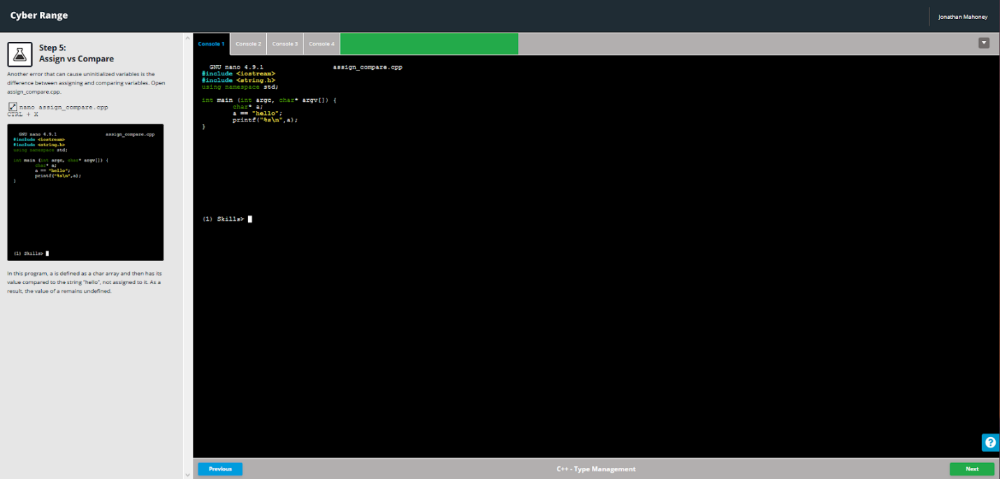 Cyber Range
Jonathan Mahoney
Step 5:
Assign vs Compare
Another error that can cause uninitialized variables is the
difference between assigning and comparing variables. Open
assign_compare.cpp.
nano assign_compare.cpp
CTRL + X
GNU nano 4.9.1 assign_compare.cpp
#include <iostream>
#include <string.h>
using namespace std;
int main (int argc, char* argv[]) {
char* a;
a == "hello";
printf("%s\n",a);
}
(1) Skills>
In this program, a is defined as a char array and then has its
value compared to the string "hello", not assigned to it. As a
result, the value of a remains undefined.
Console 1 Console 2 Console 3 Console 4
GNU nano 4.9.1 assign_compare.cpp
#include <iostream>
#include <string.h>
using namespace std;
int main (int argc, char* argv[]) {
char* a;
a == "hello";
printf("%s\n",a);
}
(1) Skills>
?
Previous C++ - Type Management Next